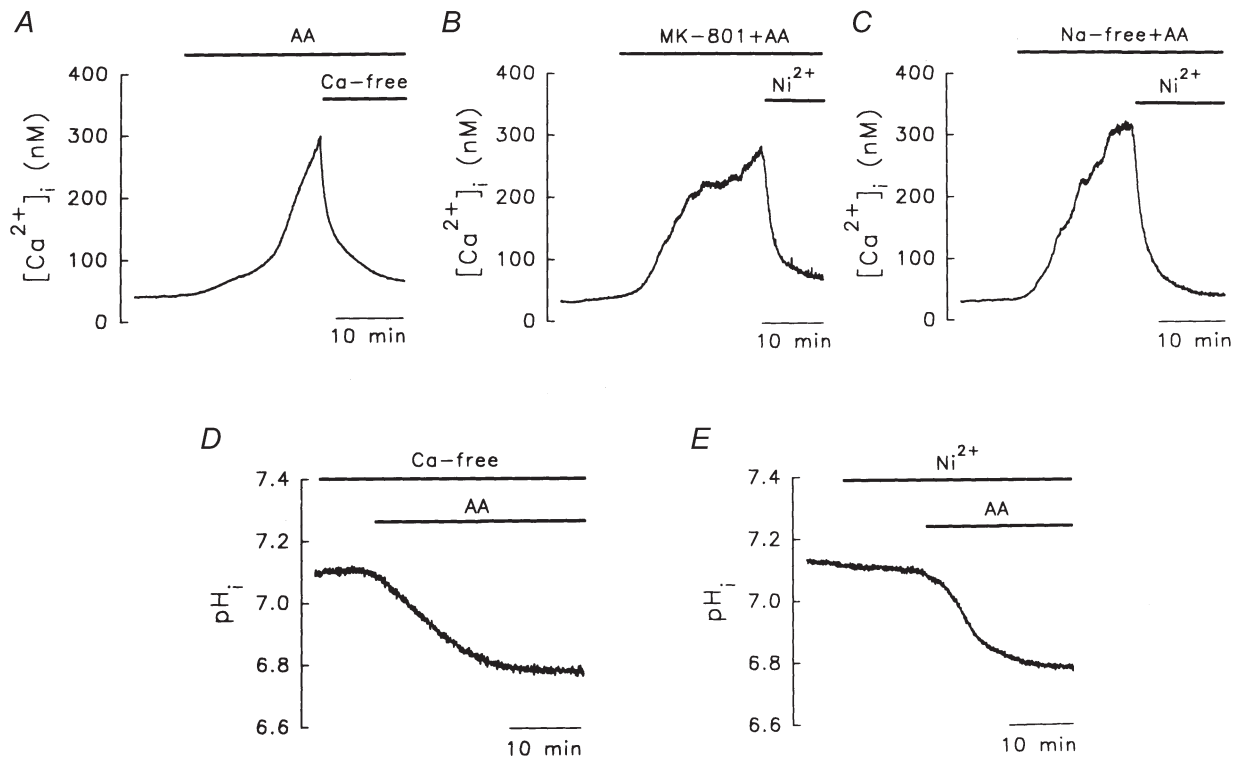 A
B
C
AA
MK-801+AA
Na-free+AA
Ca-free
Ni2+
Ni2+
400
300
200
100
0
[Ca2+]i (nM)
10 min
400
300
200
100
0
[Ca2+]i (nM)
10 min
400
300
200
100
0
[Ca2+]i (nM)
10 min
D
E
Ca-free
AA
7.4
7.2
7.0
6.8
6.6
pHi
10 min
Ni2+
AA
7.4
7.2
7.0
6.8
6.6
pHi
10 min